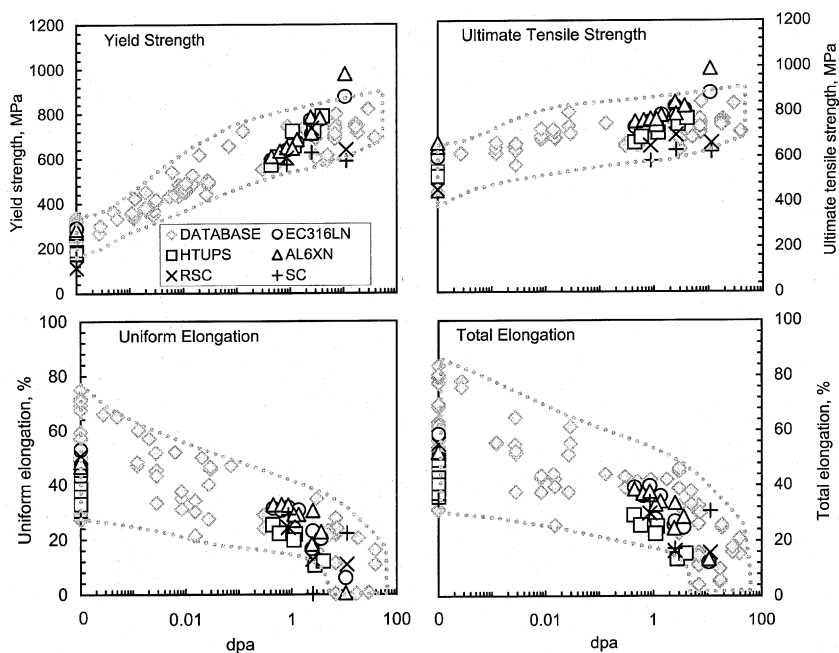 Yield Strength
Yield strength, MPa
1200
1000
800
600
400
200
0
DATABASE
EC316LN
HTUPS
AL6XN
RSC
SC
Ultimate Tensile Strength
Ultimate tensile strength, MPa
1200
1000
800
600
400
200
0
Uniform Elongation
Uniform elongation, %
100
80
60
40
20
0
0
0.01
1
100
dpa
Total Elongation
Total elongation, %
100
80
60
40
20
0
0
0.01
1
100
dpa